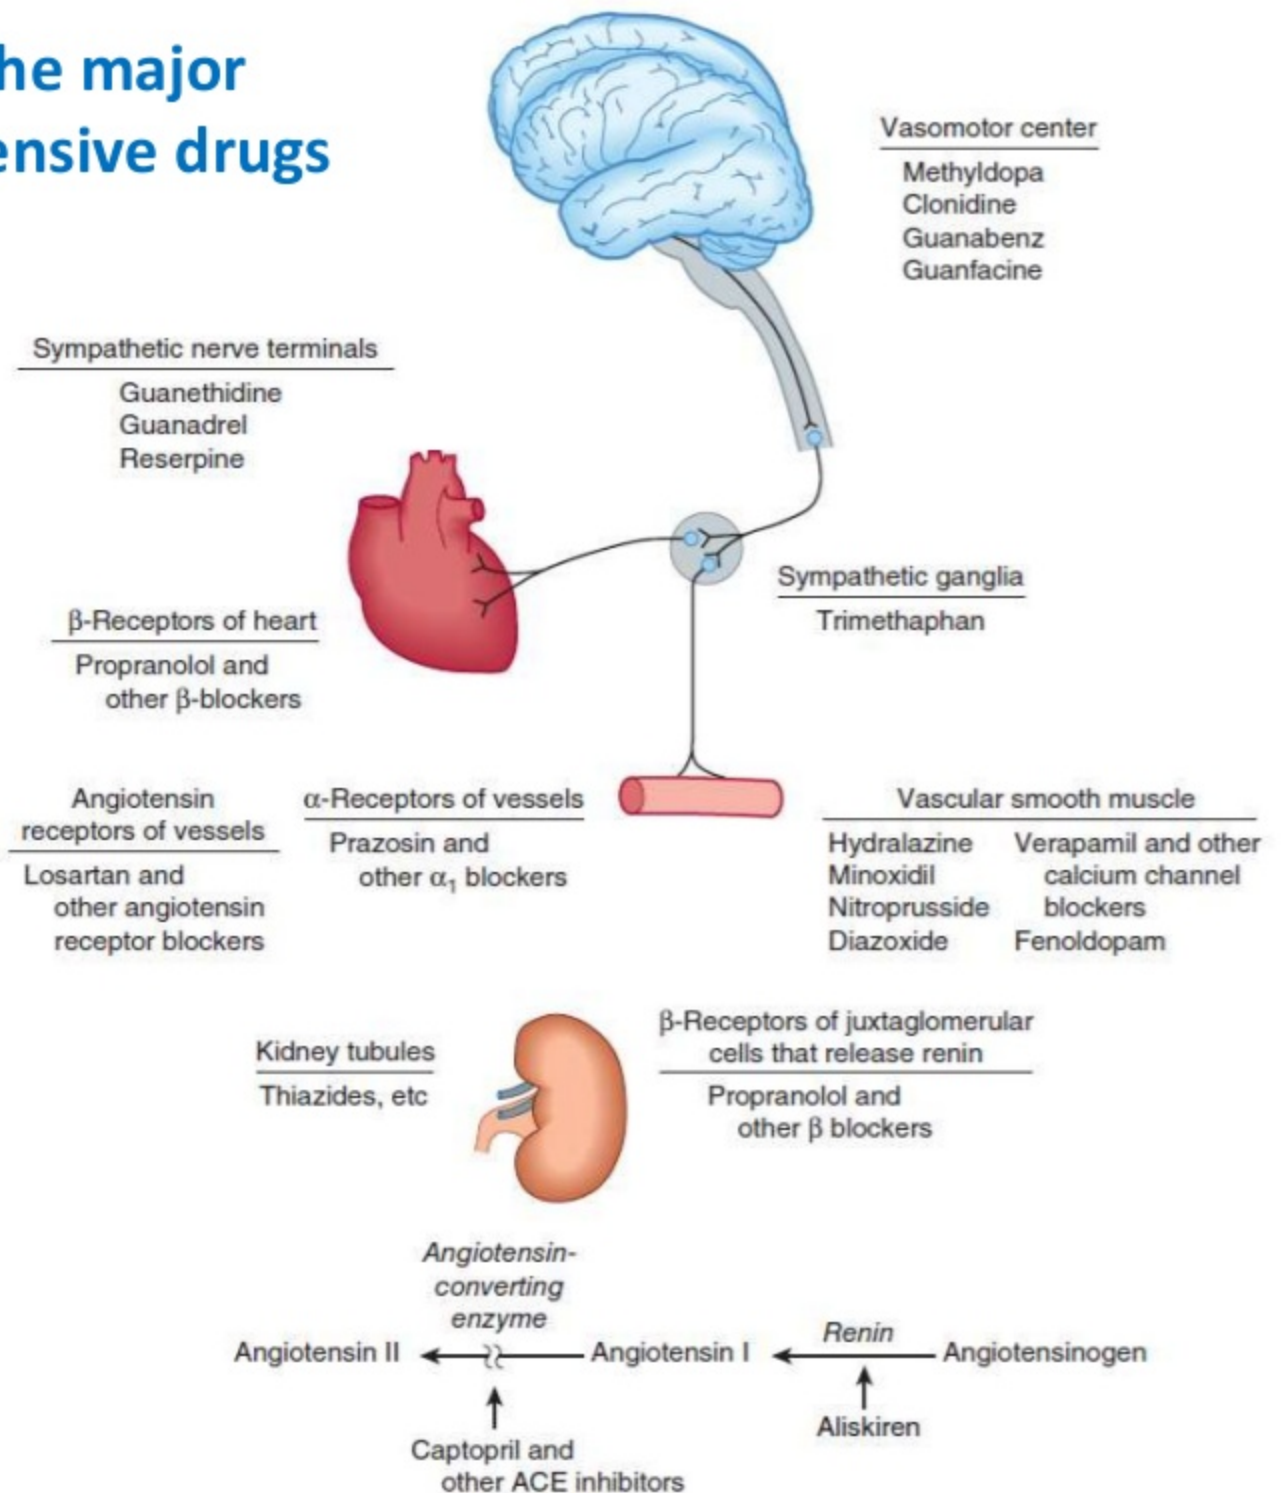 he major
ensive drugs
Vasomotor center
Methyldopa
Clonidine
Guanabenz
Guanfacine
Sympathetic nerve terminals
Guanethidine
Guanadrel
Reserpine
Sympathetic ganglia
Trimethaphan
β-Receptors of heart
Propranolol and
other β-blockers
Angiotensin
receptors of vessels
Losartan and
other angiotensin
receptor blockers
α-Receptors of vessels
Prazosin and
other α₁ blockers
Vascular smooth muscle
Hydralazine
Minoxidil
Nitroprusside
Diazoxide
Verapamil and other
calcium channel
blockers
Fenoldopam
Kidney tubules
Thiazides, etc
β-Receptors of juxtaglomerular
cells that release renin
Propranolol and
other β blockers
Angiotensin-
converting
enzyme
Renin
Angiotensin II
Angiotensin I
Angiotensinogen
Captopril and
other ACE inhibitors
Aliskiren